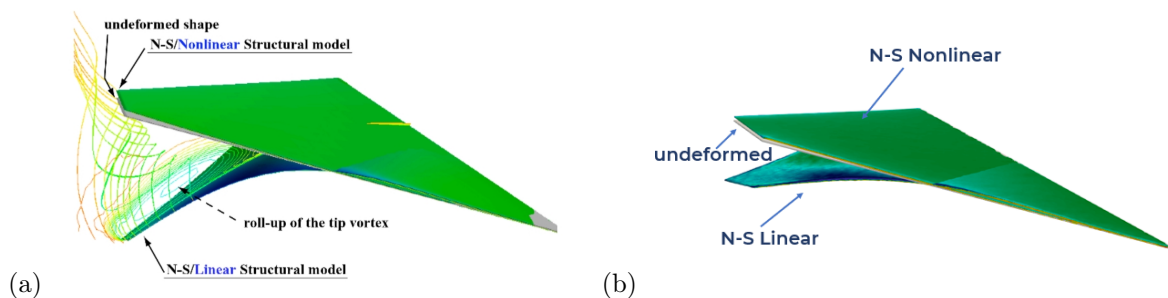 undeformed shape
N-S/Nonlinear Structural model
roll-up of the tip vortex
N-S/Linear Structural model
(a)
N-S Nonlinear
undeformed
N-S Linear
(b)